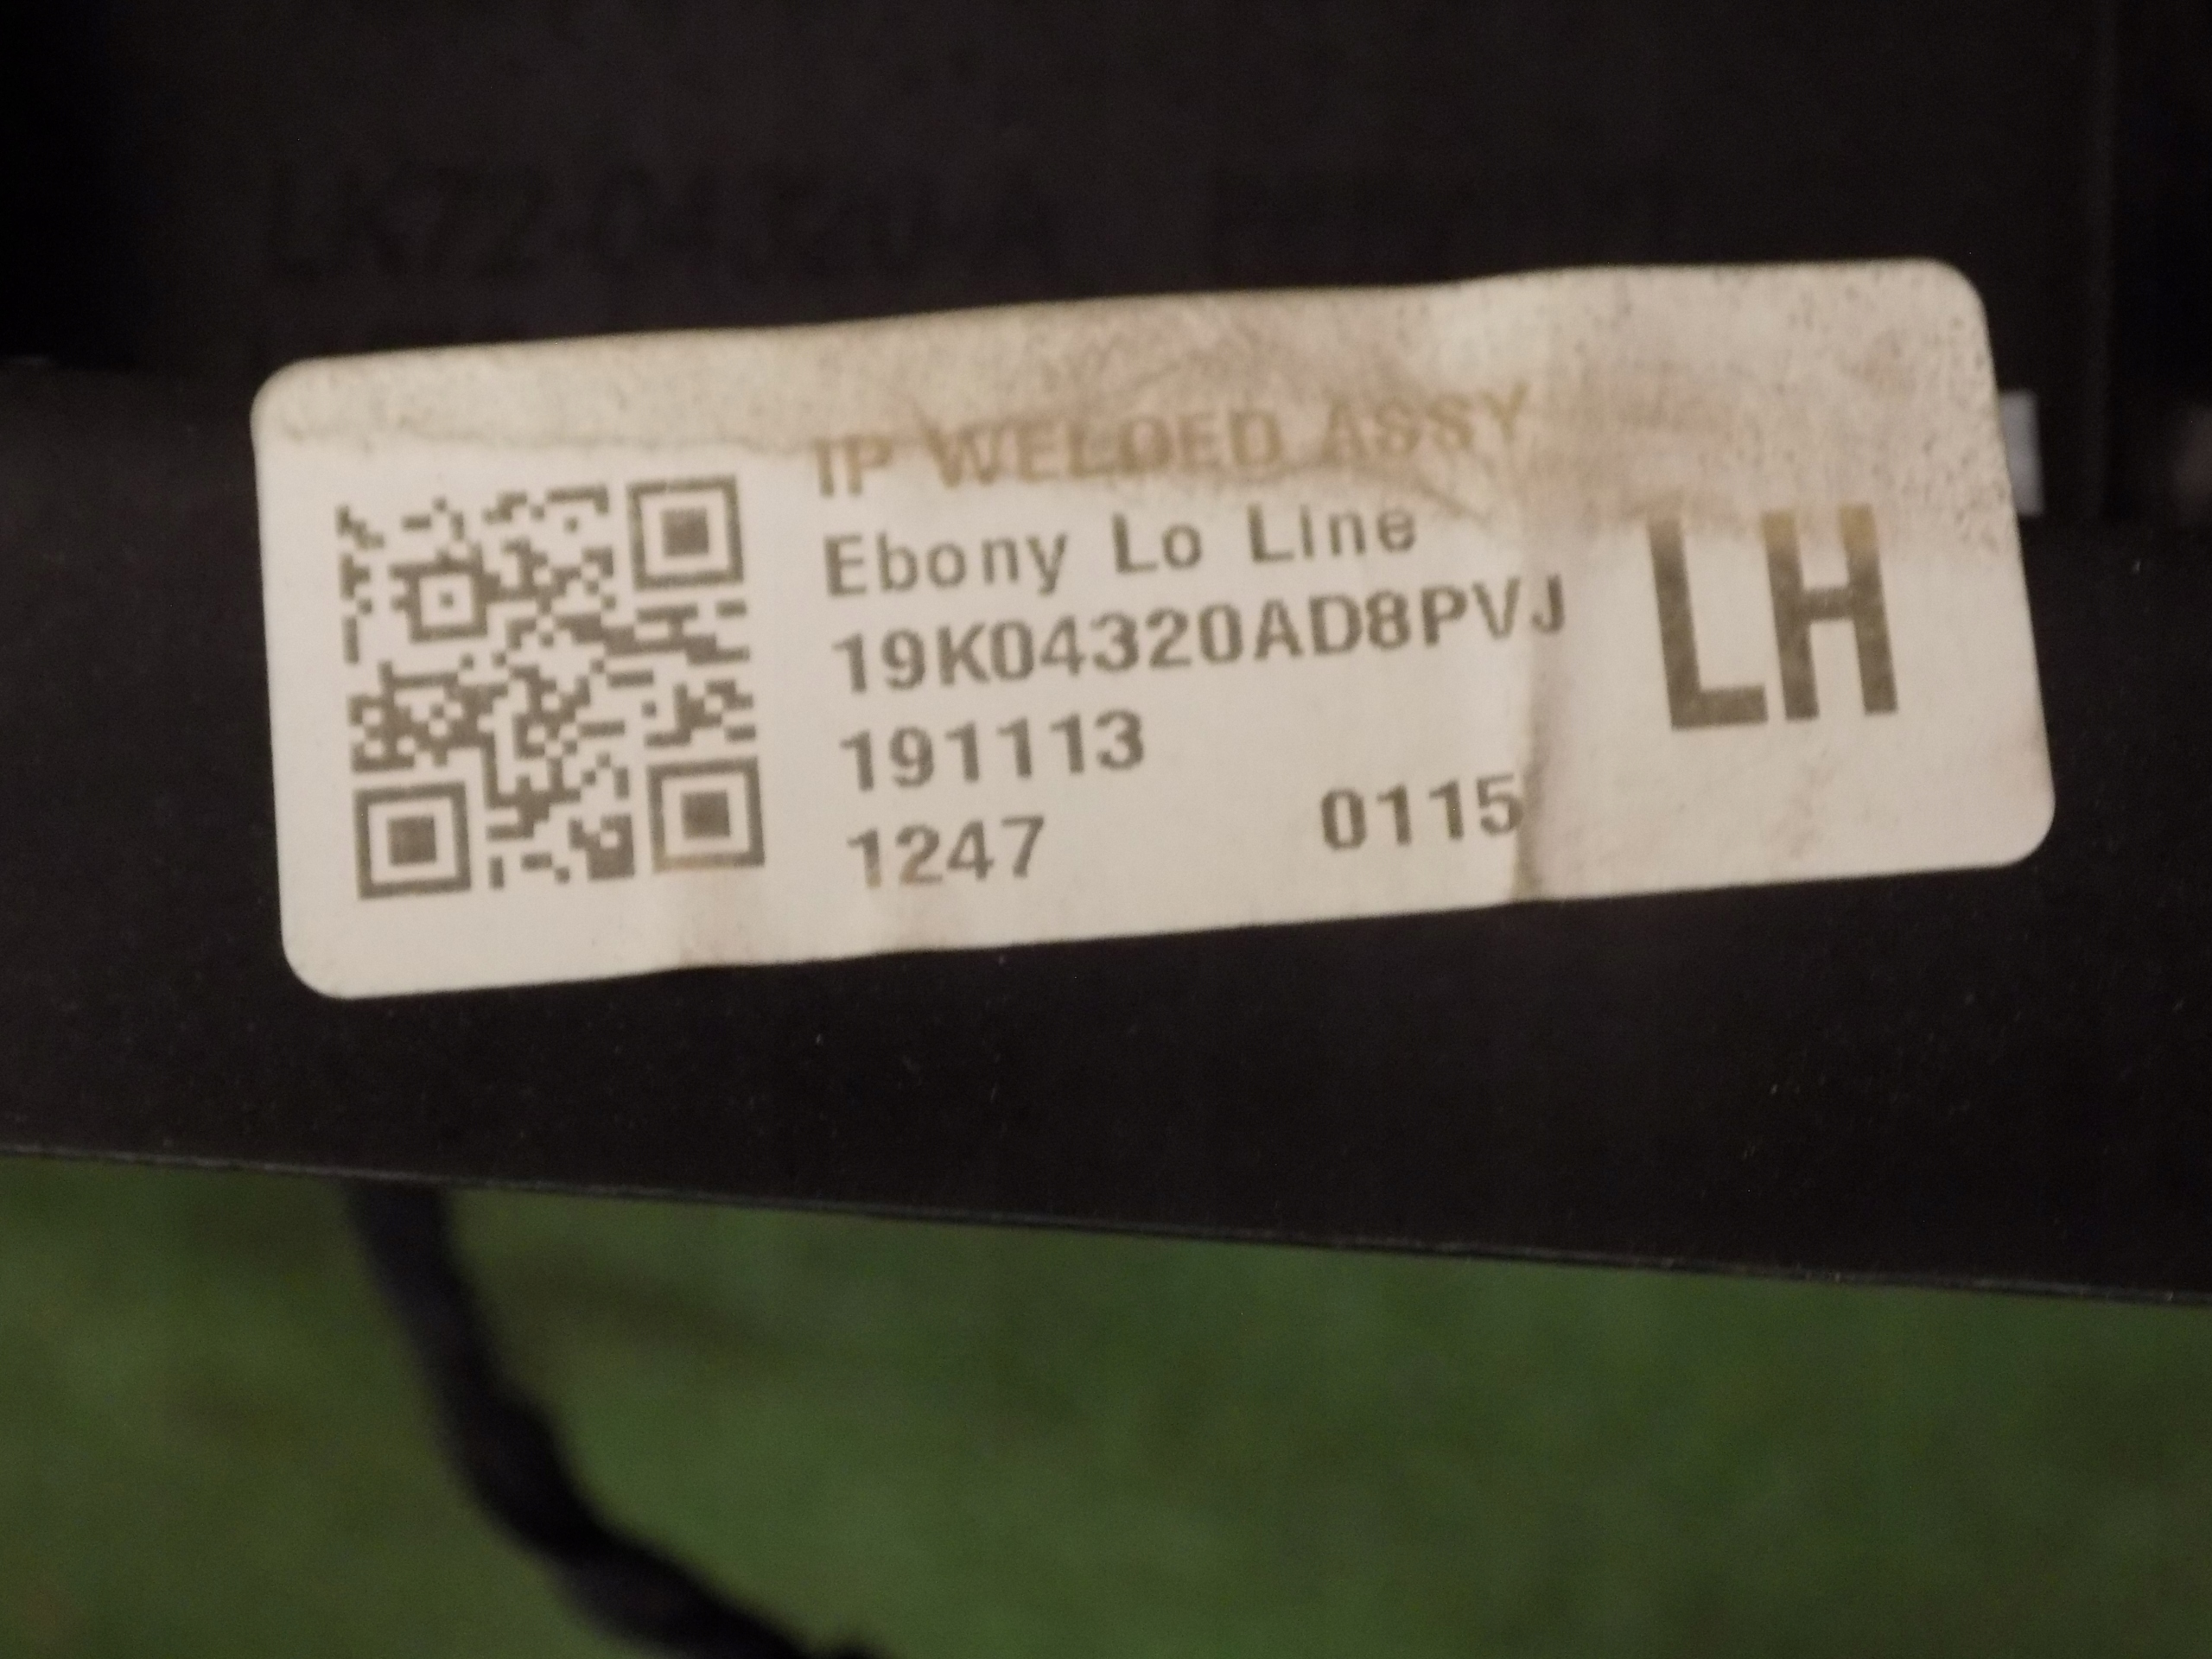 IP WELDED ASSY
Ebony Lo Line
19K04320AD8PVJ
191113
1247 0115
LH